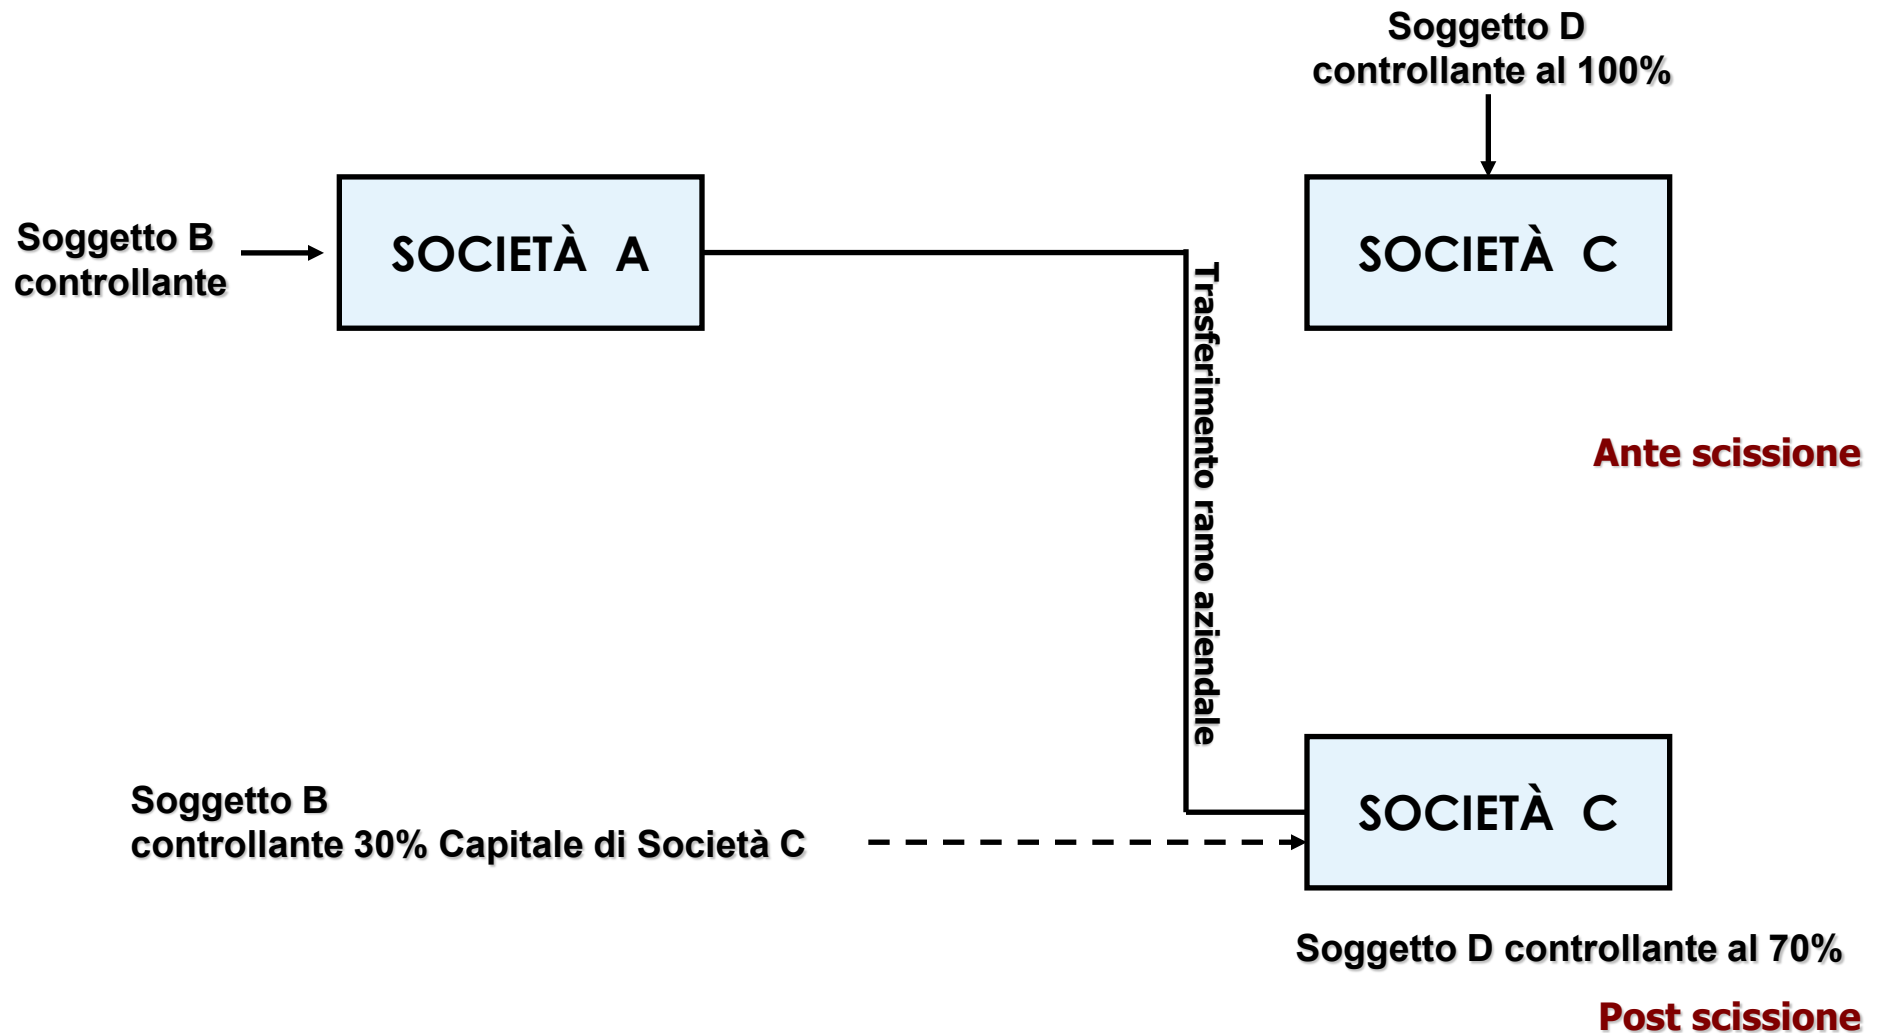 Soggetto D
controllante al 100%
Soggetto B
controllante
SOCIETÀ A
SOCIETÀ C
Trasferimento ramo aziendale
Ante scissione
Soggetto B
controllante 30% Capitale di Società C
SOCIETÀ C
Soggetto D controllante al 70%
Post scissione